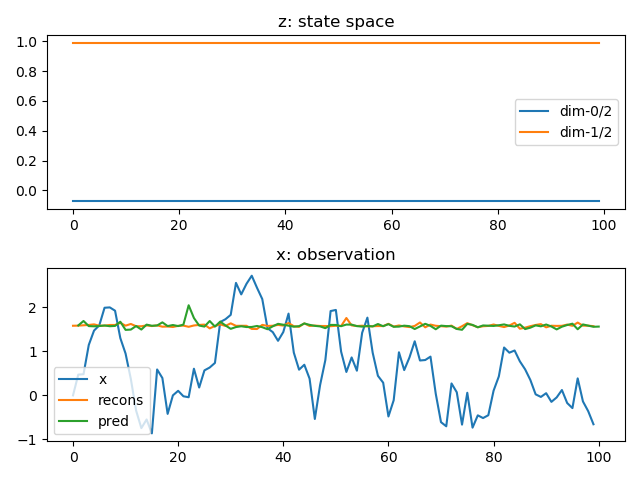 z: state space
1.0
0.8
0.6
0.4
0.2
0.0
dim-0/2
dim-1/2
0 20 40 60 80 100
x: observation
2
1
0
−1
x
recons
pred
0 20 40 60 80 100